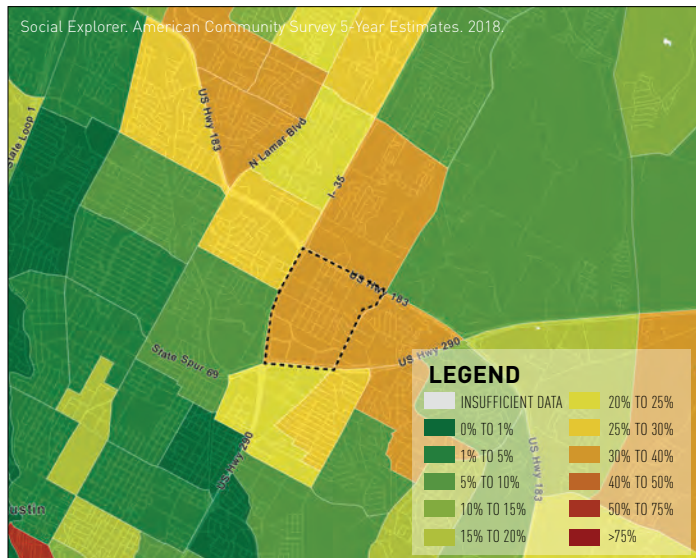 Social Explorer. American Community Survey 5-Year Estimates. 2018.
State Loop 1
US Hwy 183
N Lamar Blvd
I- 35
US Hwy 183
State Spur 69
US Hwy 290
US Hwy 290
US Hwy 183
ustin
LEGEND
INSUFFICIENT DATA
0% TO 1%
1% TO 5%
5% TO 10%
10% TO 15%
15% TO 20%
20% TO 25%
25% TO 30%
30% TO 40%
40% TO 50%
50% TO 75%
>75%